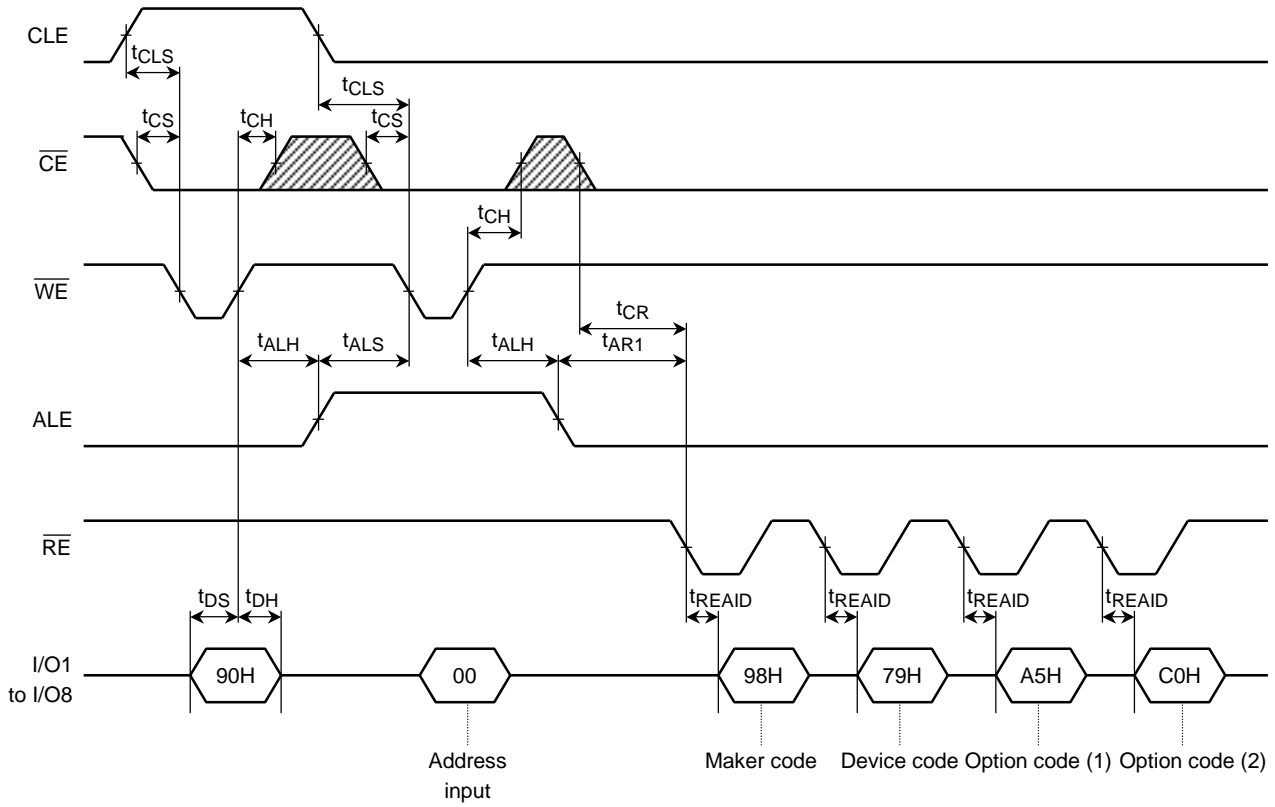 CLE
tCLS
tCLS
tCS
tCH
tCS
CE
tCH
WE
tCR
tALH
tALS
tALH
tAR1
ALE
RE
tDS
tDH
tREAID
tREAID
tREAID
tREAID
I/O1
to I/O8
90H
00
98H
79H
A5H
C0H
Address
input
Maker code
Device code
Option code (1)
Option code (2)